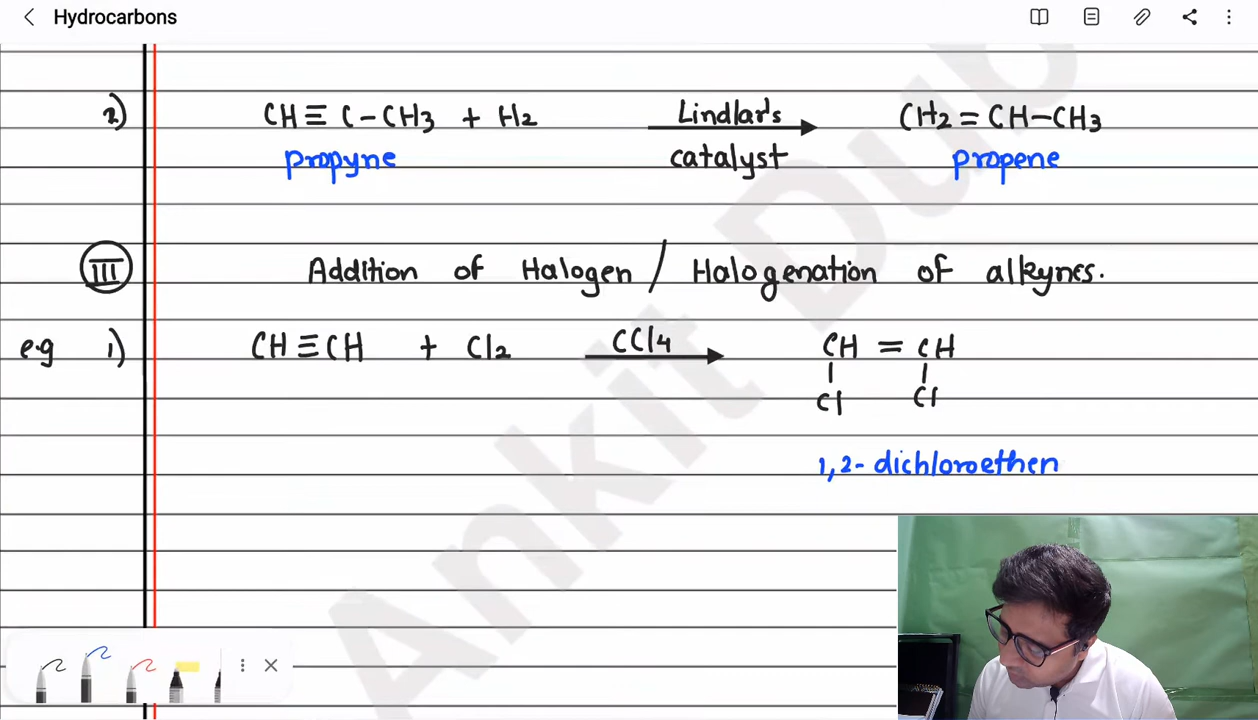 Hydrocarbons
2) CH≡C-CH3 + H2 Lindlar's catalyst CH2=CH-CH3
propyne propene
III Addition of Halogen / Halogenation of alkynes.
e.g 1) CH≡CH + Cl2 CCl4 CH = CH
Cl Cl
1,2-dichloroethen
Ankit Dub